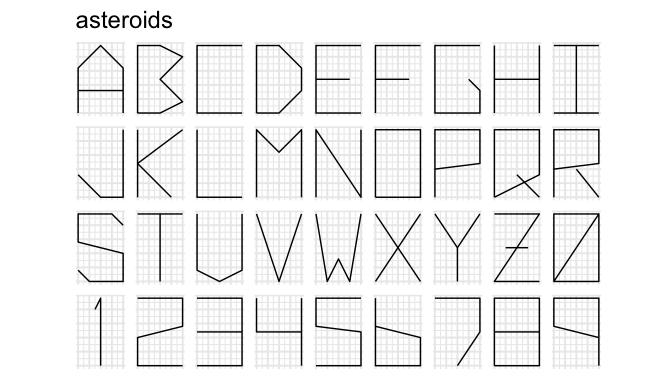 asteroids
A B C D E F G H I
J K L M N O P Q R
S T U V W X Y Z 0
1 2 3 4 5 6 7 8 9